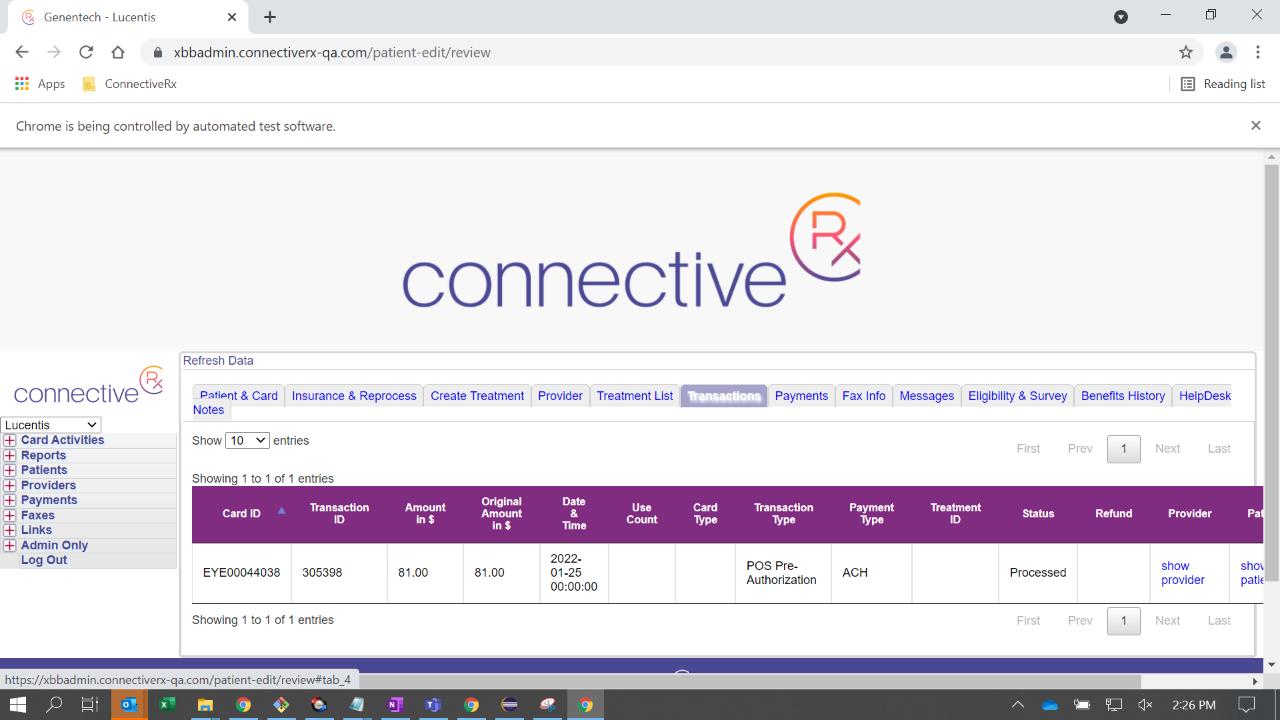 Genentech - Lucentis
xbbadmin.connectiverx-qa.com/patient-edit/review
Apps ConnectiveRx Reading list
Chrome is being controlled by automated test software.
connective Rx
connective Rx
Lucentis
Card Activities
Reports
Patients
Providers
Payments
Faxes
Links
Admin Only
Log Out
Refresh Data
Patient & Card Insurance & Reprocess Create Treatment Provider Treatment List Transactions Payments Fax Info Messages Eligibility & Survey Benefits History HelpDesk
Notes
Show 10 entries
First Prev 1 Next Last
Showing 1 to 1 of 1 entries
Card ID Transaction ID Amount in $ Original Amount in $ Date & Time Use Count Card Type Transaction Type Payment Type Treatment ID Status Refund Provider Pat
EYE00044038 305398 81.00 81.00 2022-01-25 00:00:00 POS Pre-Authorization ACH Processed show provider show patie
Showing 1 to 1 of 1 entries
First Prev 1 Next Last
https://xbbadmin.connectiverx-qa.com/patient-edit/review#tab_4
2:26 PM